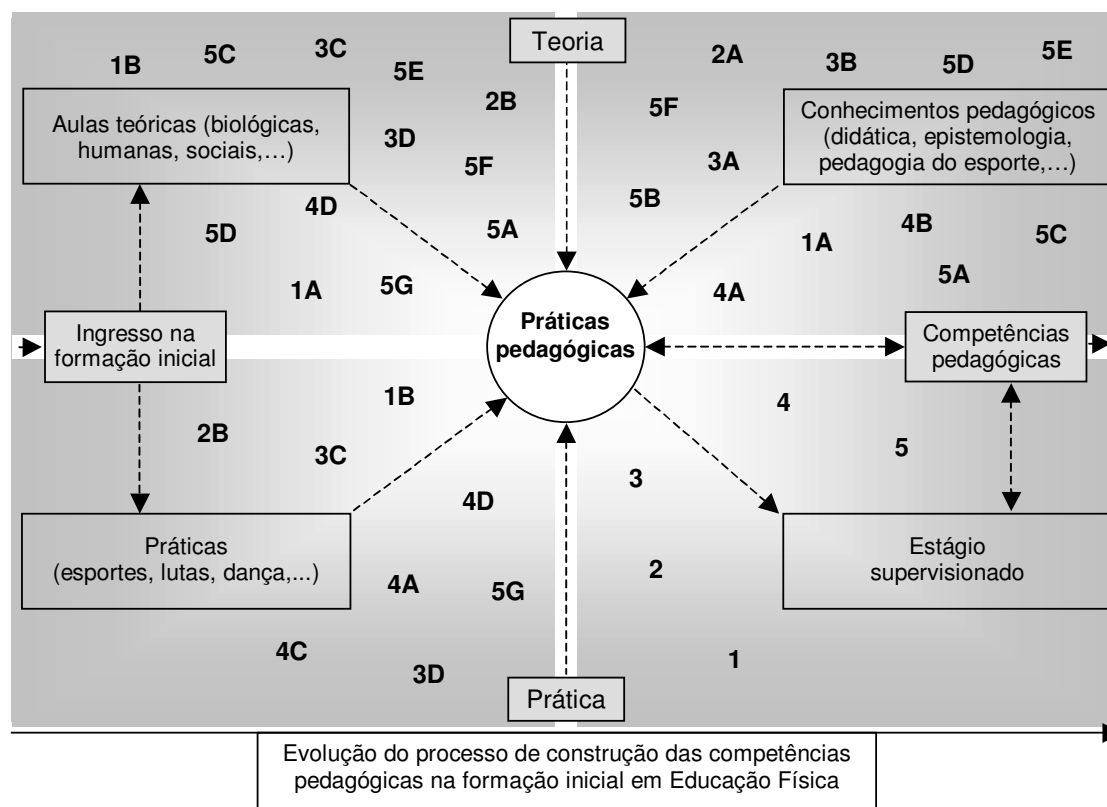 Teoria
1B
5C
3C
5E
2B
2A
3B
5D
5E
5F
Aulas teóricas (biológicas,
humanas, sociais,…)
3D
5F
3A
5B
Conhecimentos pedagógicos
(didática, epistemologia,
pedagogia do esporte,…)
4D
5D
5A
1A
5G
1A
4B
5C
5A
4A
Ingresso na
formação inicial
Práticas
pedagógicas
Competências
pedagógicas
1B
2B
3C
4D
4
5
3
Práticas
(esportes, lutas, dança,...)
4A
5G
2
Estágio
supervisionado
4C
3D
1
Prática
Evolução do processo de construção das competências
pedagógicas na formação inicial em Educação Física